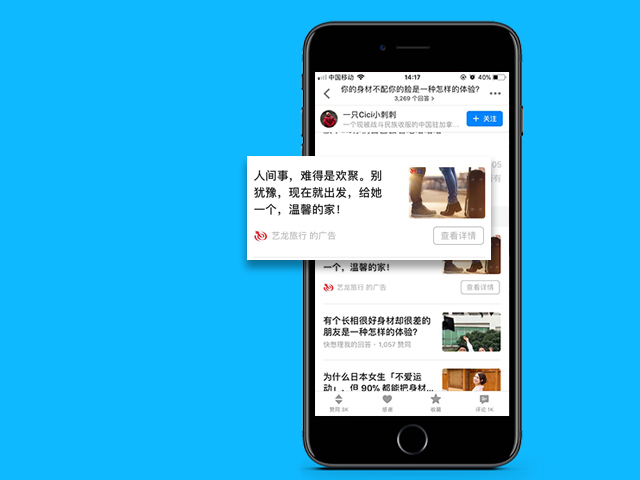 中国移动
14:17
40%
你的身材不配你的脸是一种怎样的体验?
3,269 个回答 >
一只Cici小刺刺
一个现被战斗民族收服的中国驻加拿...
+ 关注
人间事，难得是欢聚。别
犹豫，现在就出发，给她
一个，温馨的家！
艺龙旅行 的广告
查看详情
一个，温馨的家！
艺龙旅行 的广告
查看详情
有个长相很好身材却很差的
朋友是一种怎样的体验?
快想理我的回答 · 1,057 赞同
为什么日本女生「不爱运
动」，但 90% 都能把身材...
赞同 3K
感谢
收藏
评论 1K